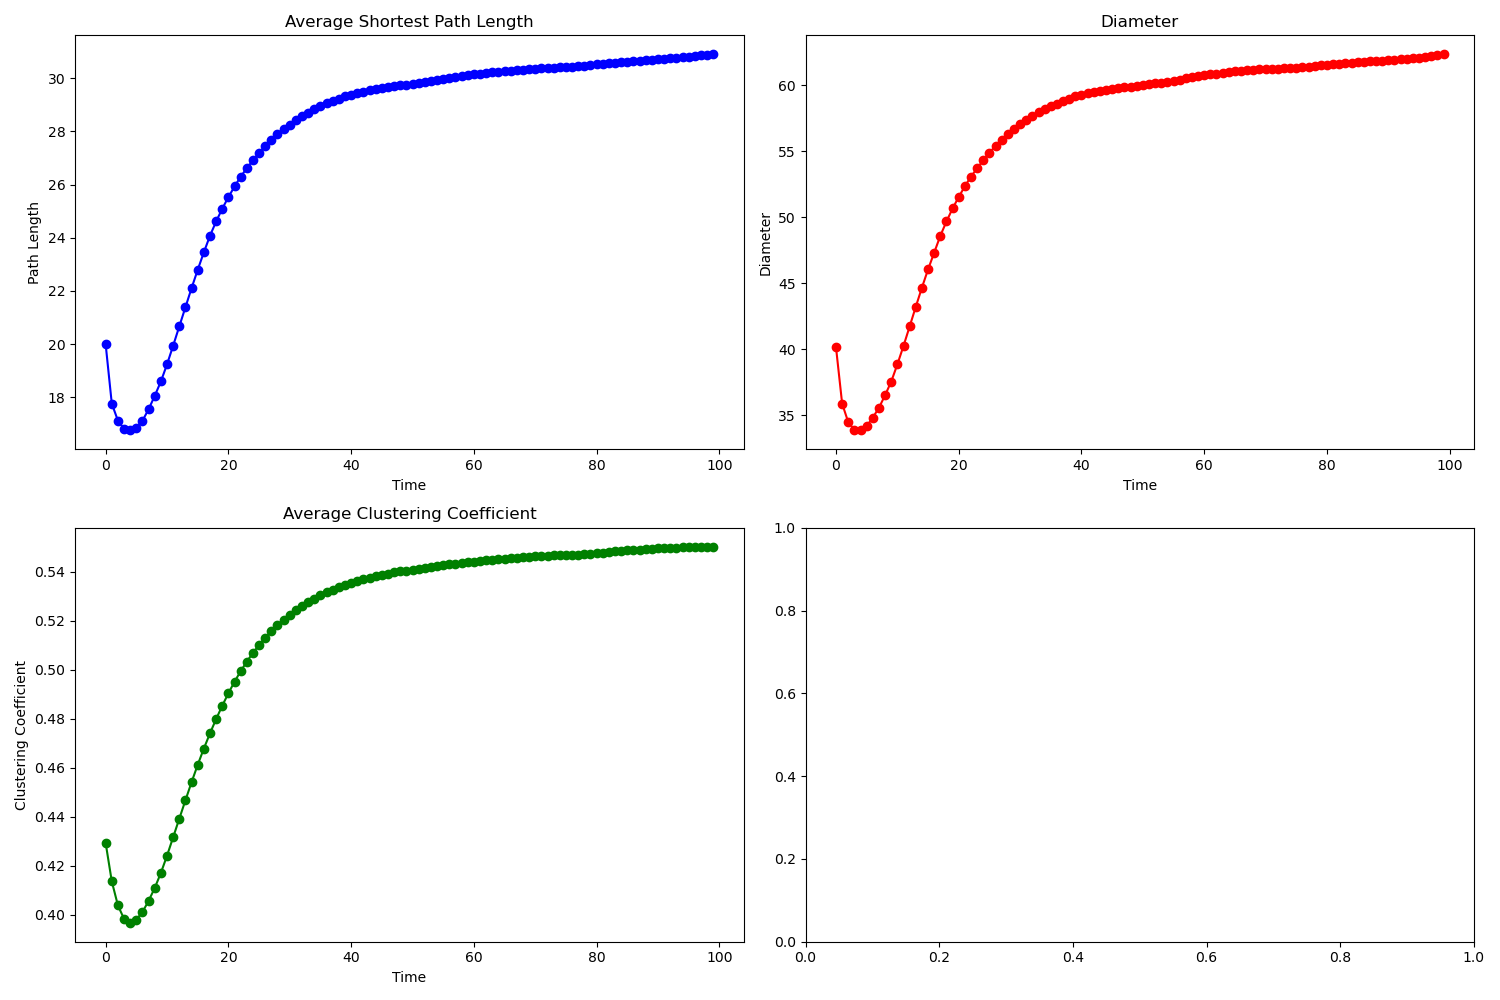 Average Shortest Path Length
Path Length
30
28
26
24
22
20
18
0 20 40 60 80 100
Time
Diameter
Diameter
60
55
50
45
40
35
0 20 40 60 80 100
Time
Average Clustering Coefficient
Clustering Coefficient
0.54
0.52
0.50
0.48
0.46
0.44
0.42
0.40
0 20 40 60 80 100
Time
1.0
0.8
0.6
0.4
0.2
0.0
0.0 0.2 0.4 0.6 0.8 1.0